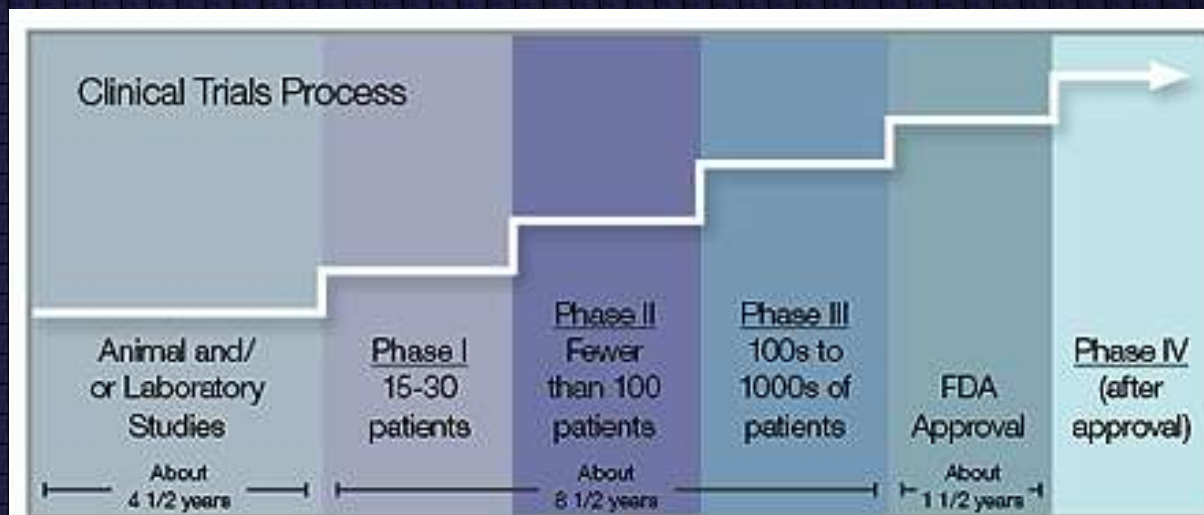 Clinical Trials Process
Animal and/
or Laboratory
Studies
About
4 1/2 years
Phase I
15-30
patients
Phase II
Fewer
than 100
patients
Phase III
100s to
1000s of
patients
About
8 1/2 years
FDA
Approval
About
1 1/2 years
Phase IV
(after
approval)